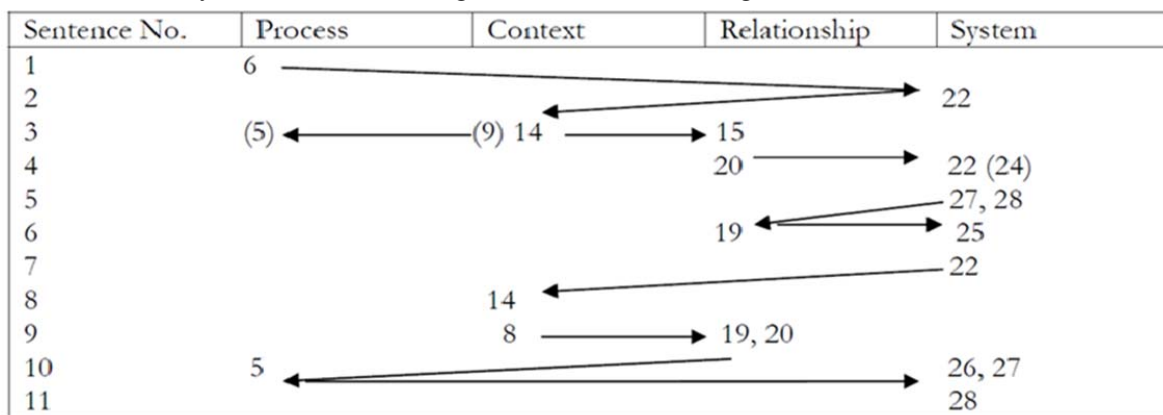 Sentence No. Process Context Relationship System
1 6
2 22
3 (5) (9) 14 15
4 20 22 (24)
5 27, 28
6 19 25
7 22
8 14
9 8 19, 20
10 5 26, 27
11 28